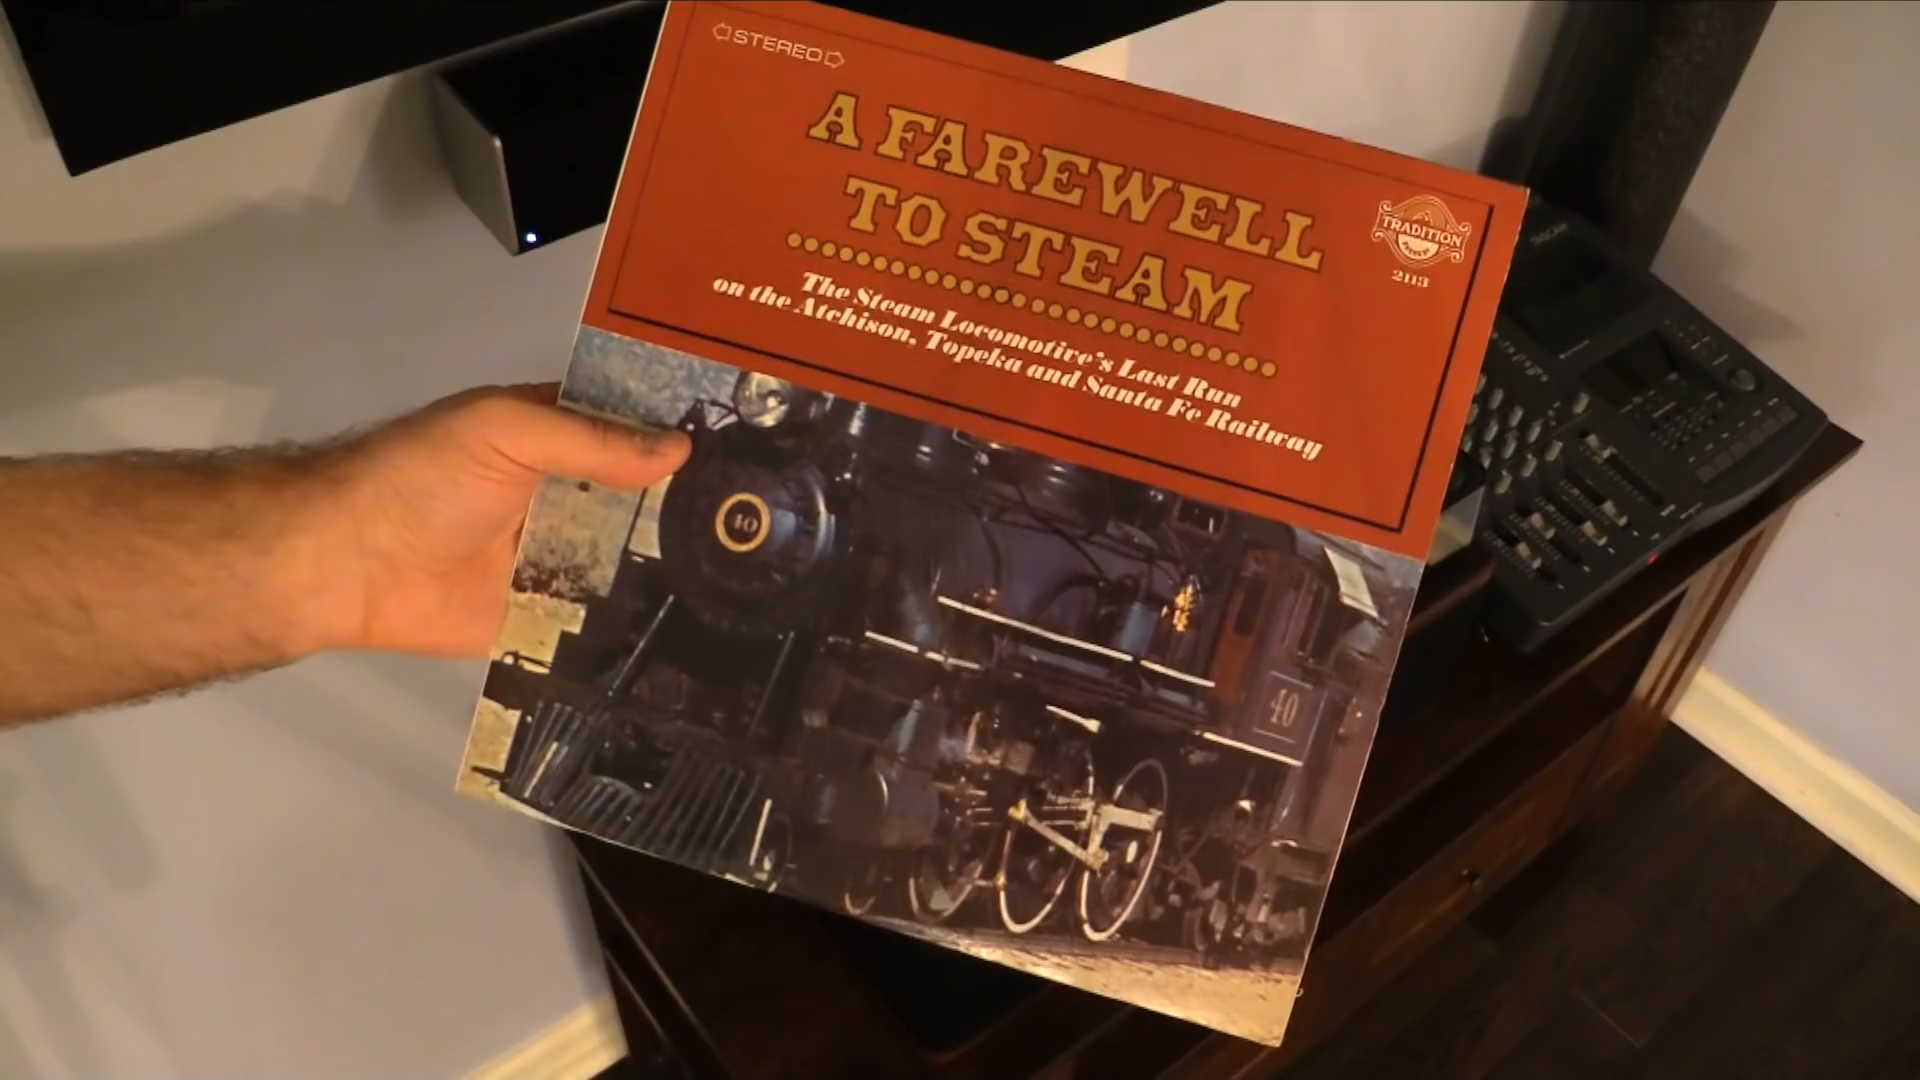 STEREO
A FAREWELL
TO STEAM
TRADITION
2113
The Steam Locomotive's Last Run
on the Atchison, Topeka and Santa Fe Railway
40
40
TASCAM